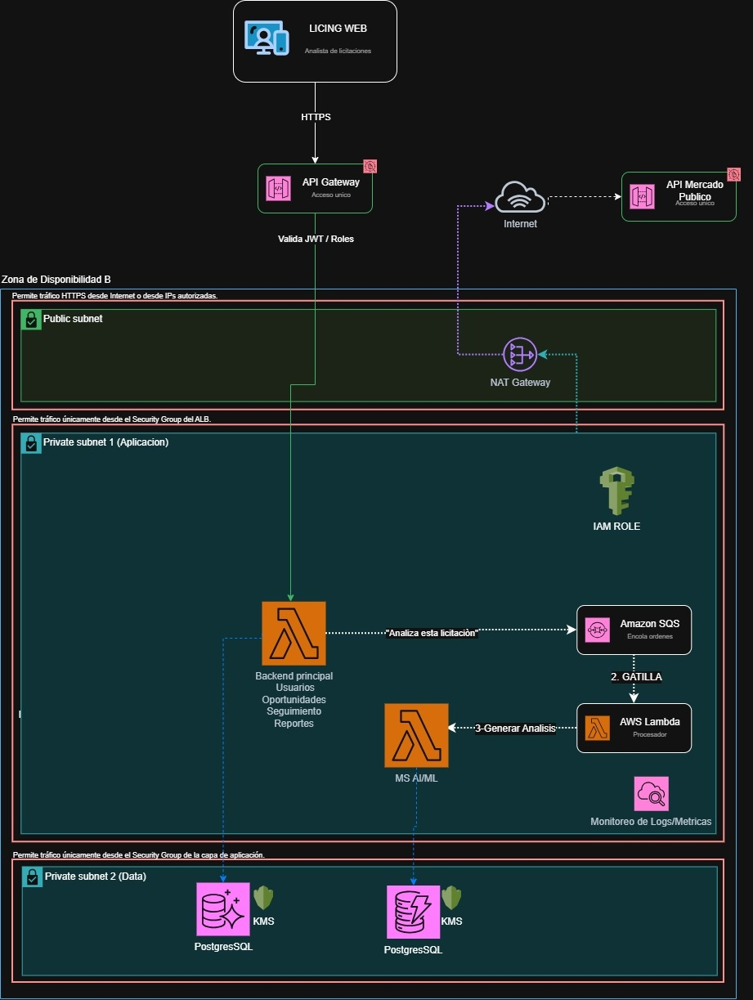 LICING WEB
Analista de licitaciones
HTTPS
API Gateway
Acceso unico
API Mercado
Publico
Acceso unico
Internet
Valida JWT / Roles
Zona de Disponibilidad B
Permite tráfico HTTPS desde Internet o desde IPs autorizadas.
Public subnet
NAT Gateway
Permite tráfico únicamente desde el Security Group del ALB.
Private subnet 1 (Aplicacion)
IAM ROLE
"Analiza esta licitaciòn"
Amazon SQS
Encola ordenes
2. GATILLA
Backend principal
Usuarios
Oportunidades
Seguimiento
Reportes
3-Generar Analisis
AWS Lambda
Procesador
MS AI/ML
Monitoreo de Logs/Metricas
Permite tráfico únicamente desde el Security Group de la capa de aplicación.
Private subnet 2 (Data)
KMS
KMS
PostgresSQL
PostgresSQL